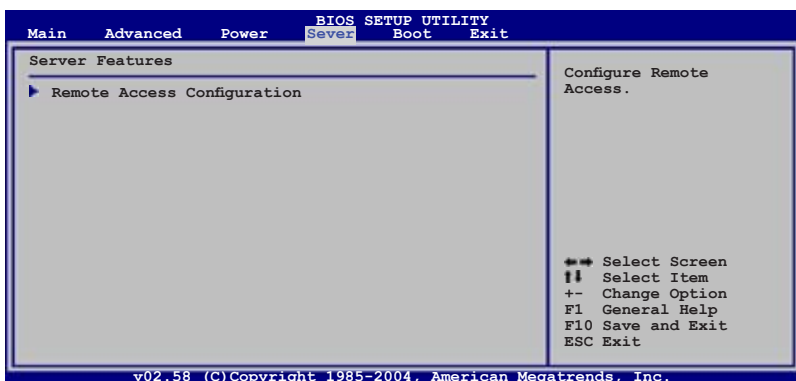 BIOS SETUP UTILITY
Main Advanced Power Sever Boot Exit
Server Features
Remote Access Configuration
Configure Remote
Access.
Select Screen
Select Item
+- Change Option
F1 General Help
F10 Save and Exit
ESC Exit
v02.58 (C)Copyright 1985-2004, American Megatrends, Inc.